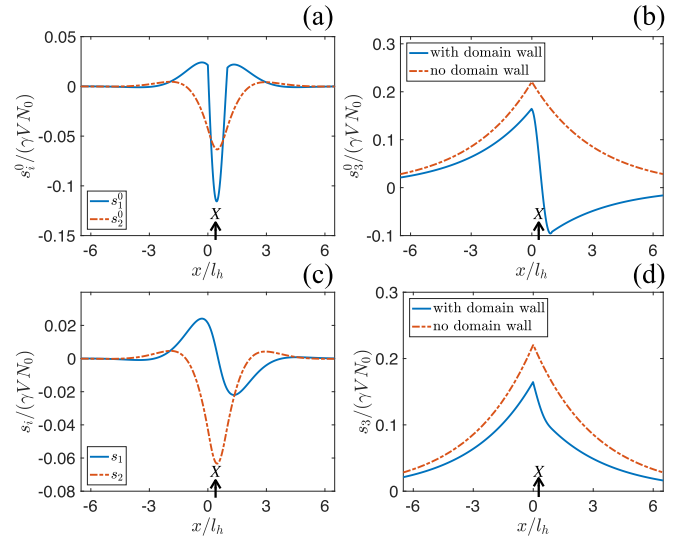 (a)
0.05
0
-0.05
-0.1
-0.15
-6 -3 0 3 6
x/l_h
s_i^0/(γVN_0)
s_1^0
s_2^0
X
(b)
0.3
0.2
0.1
0
-0.1
-6 -3 0 3 6
x/l_h
s_3^0/(γVN_0)
with domain wall
no domain wall
X
(c)
0.02
0
-0.02
-0.04
-0.06
-0.08
-6 -3 0 3 6
x/l_h
s_i/(γVN_0)
s_1
s_2
X
(d)
0.3
0.2
0.1
0
-6 -3 0 3 6
x/l_h
s_3/(γVN_0)
with domain wall
no domain wall
X